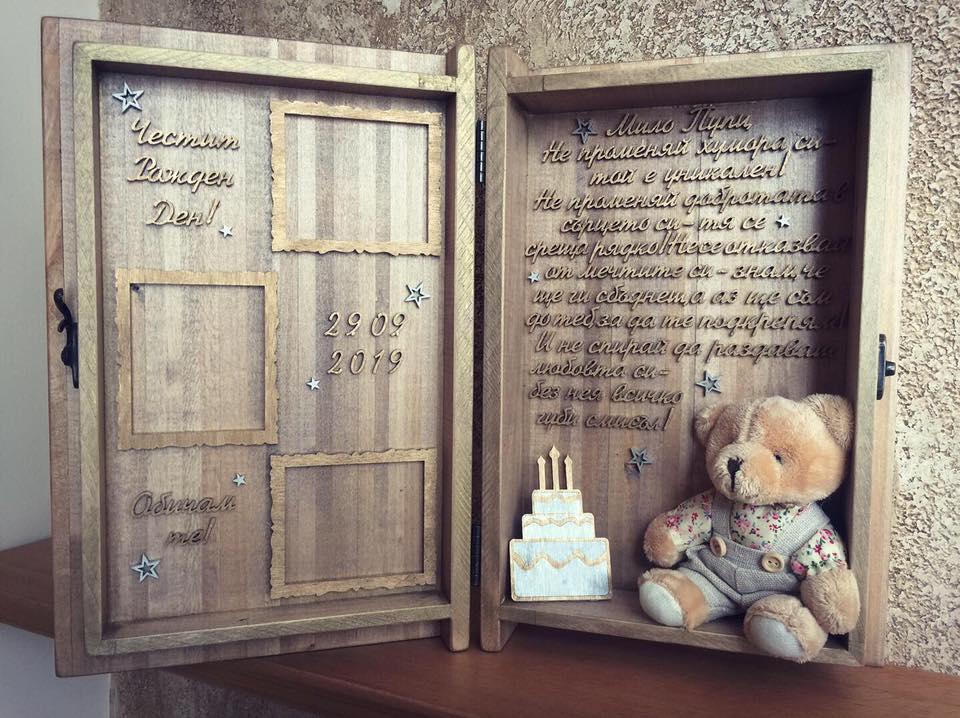 Честит
Рожден
Ден!
29 09
2019
Обичам
те!
Мило Пупи,
Не променяй хумора си-
той е уникален!
Не променяй добротата в
сърцето си-тя се
среща рядко!Не се отказвай
от мечтите си-знам,че
ще ги сбъднеш,а аз ще съм
до теб,за да те подкрепям!
И не спирай да раздаваш
любовта си-
без нея всичко
губи смисъл!